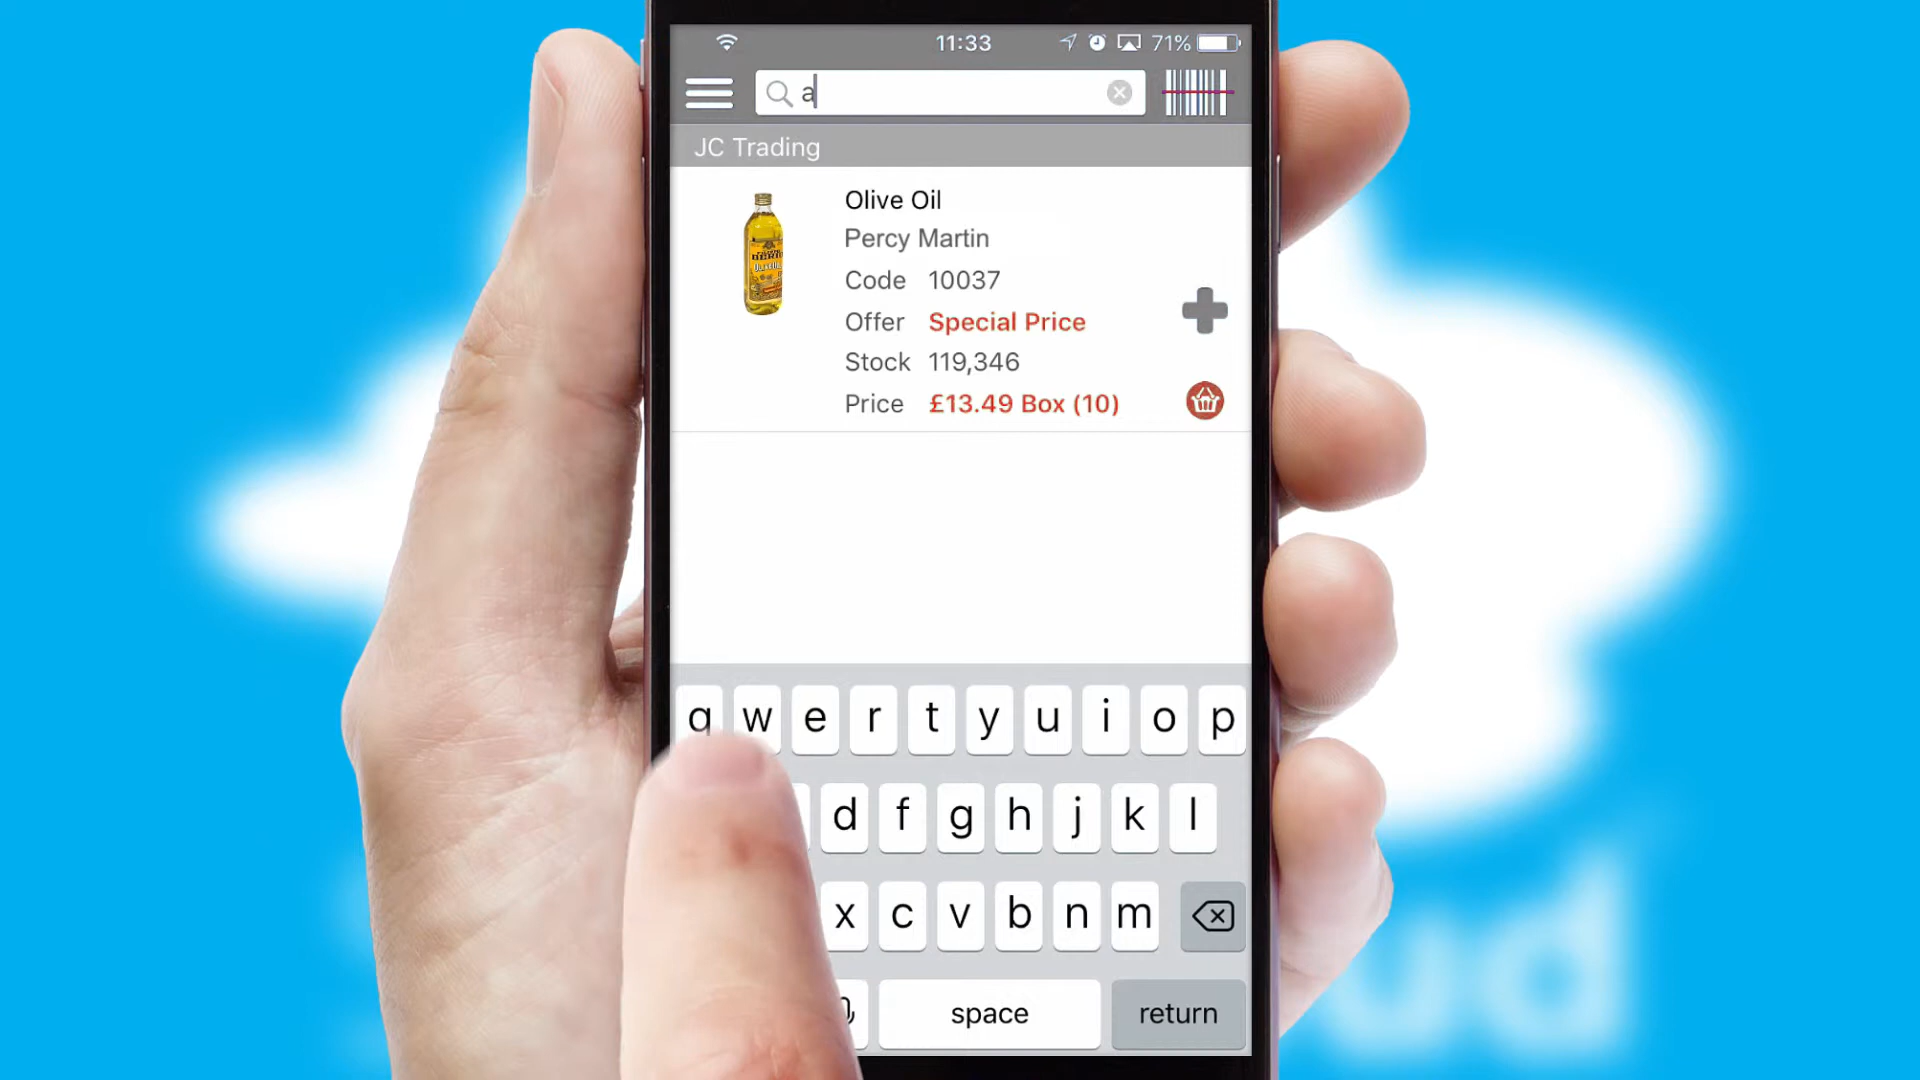 11:33
71%
a
JC Trading
Olive Oil
Percy Martin
Code 10037
Offer Special Price
Stock 119,346
Price £13.49 Box (10)
q w e r t y u i o p
d f g h j k l
x c v b n m
space return
ud